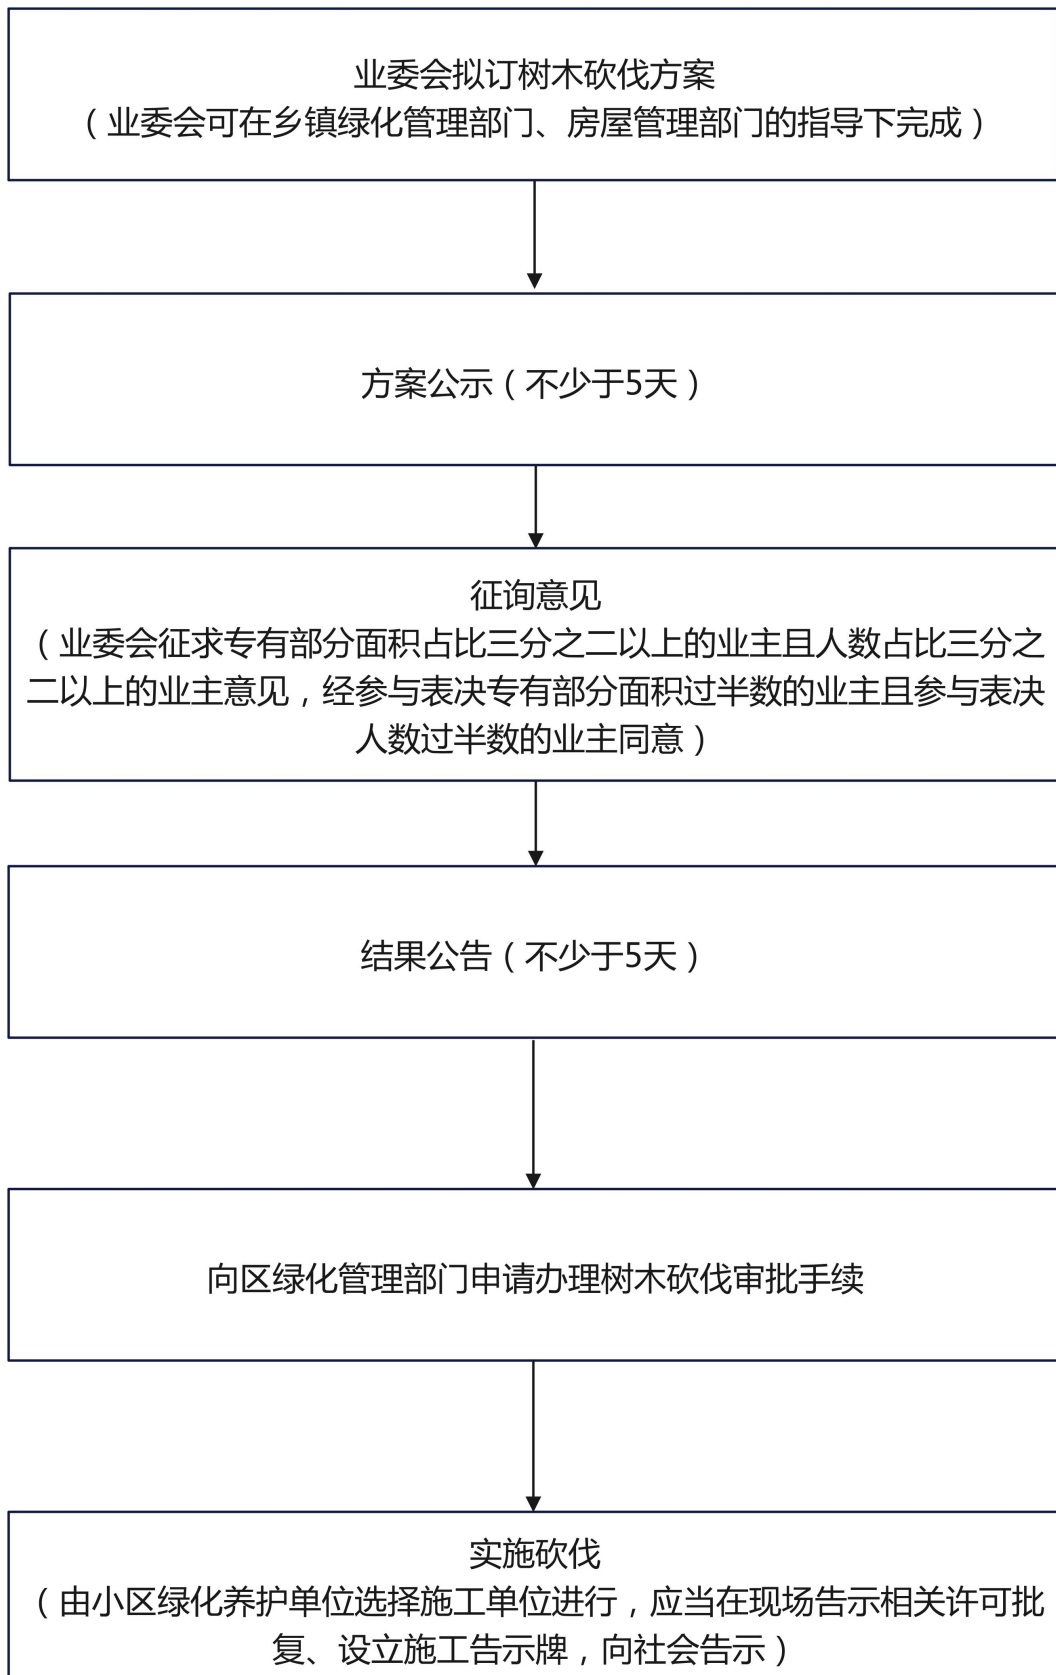 业委会拟订树木砍伐方案
（业委会可在乡镇绿化管理部门、房屋管理部门的指导下完成）
方案公示（不少于5天）
征询意见
（业委会征求专有部分面积占比三分之二以上的业主且人数占比三分之
二以上的业主意见，经参与表决专有部分面积过半数的业主且参与表决
人数过半数的业主同意）
结果公告（不少于5天）
向区绿化管理部门申请办理树木砍伐审批手续
实施砍伐
（由小区绿化养护单位选择施工单位进行，应当在现场告示相关许可批
复、设立施工告示牌，向社会告示）